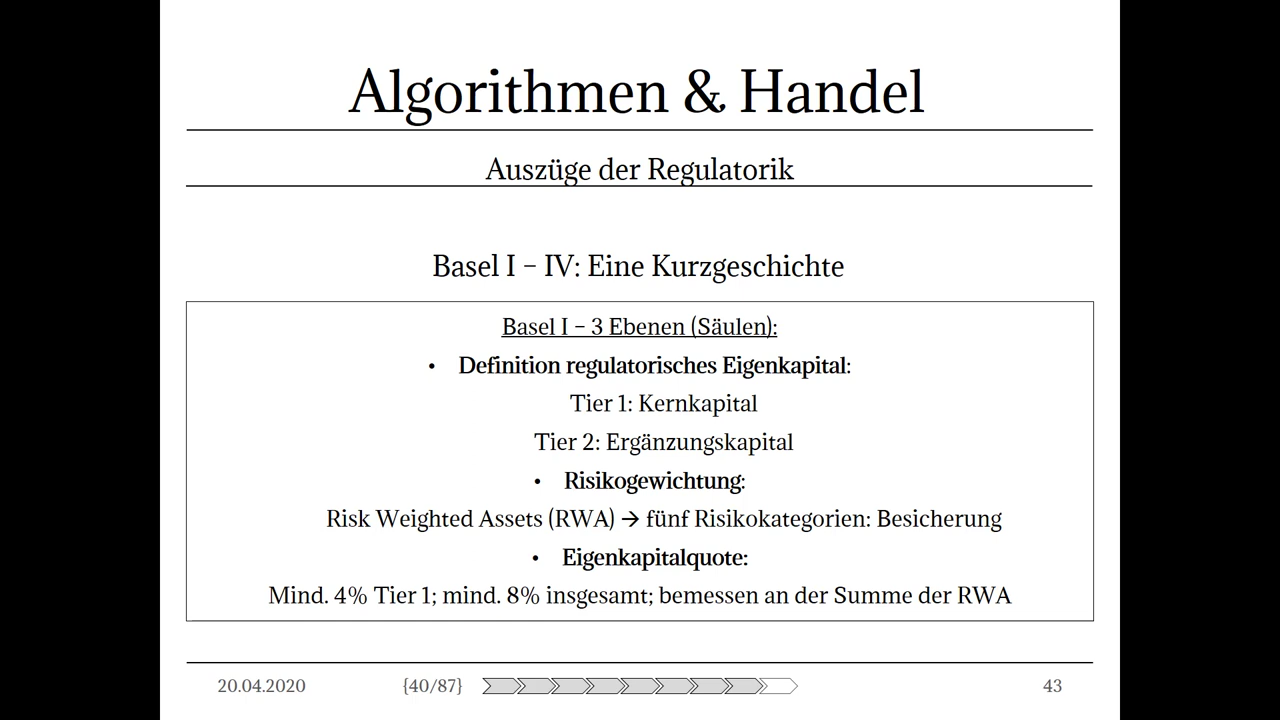 Algorithmen & Handel
Auszüge der Regulatorik
Basel I – IV: Eine Kurzgeschichte
Basel I – 3 Ebenen (Säulen):
• Definition regulatorisches Eigenkapital:
Tier 1: Kernkapital
Tier 2: Ergänzungskapital
• Risikogewichtung:
Risk Weighted Assets (RWA) → fünf Risikokategorien: Besicherung
• Eigenkapitalquote:
Mind. 4% Tier 1; mind. 8% insgesamt; bemessen an der Summe der RWA
20.04.2020 {40/87} 43